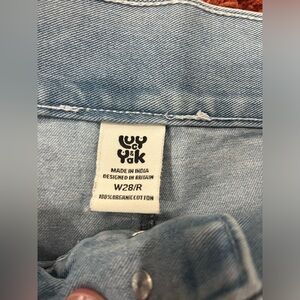 Lucy
&
Yak
MADE IN INDIA
DESIGNED IN BRITAIN
W28/R
100% ORGANIC COTTON